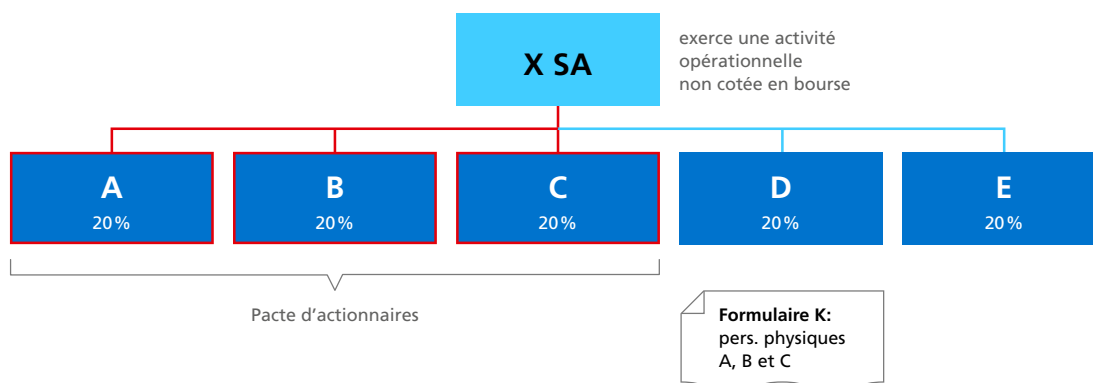 X SA
exerce une activité
opérationnelle
non cotée en bourse
A
20%
B
20%
C
20%
D
20%
E
20%
Pacte d’actionnaires
Formulaire K:
pers. physiques
A, B et C